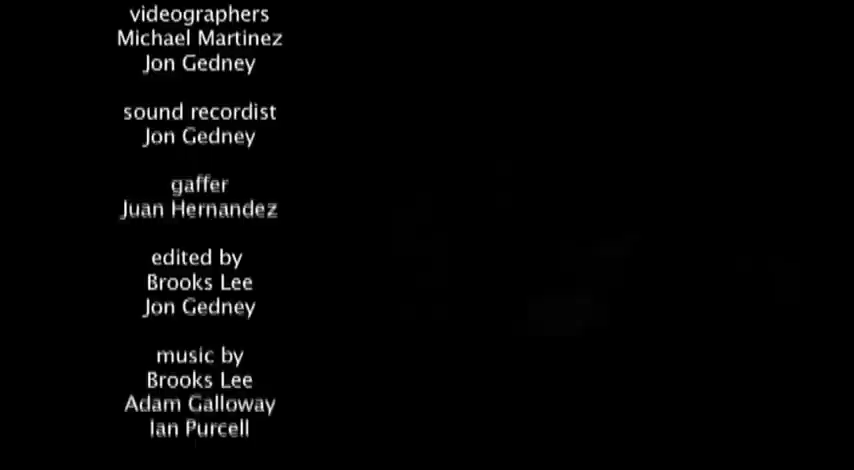 videographers
Michael Martinez
Jon Gedney
sound recordist
Jon Gedney
gaffer
Juan Hernandez
edited by
Brooks Lee
Jon Gedney
music by
Brooks Lee
Adam Galloway
Ian Purcell